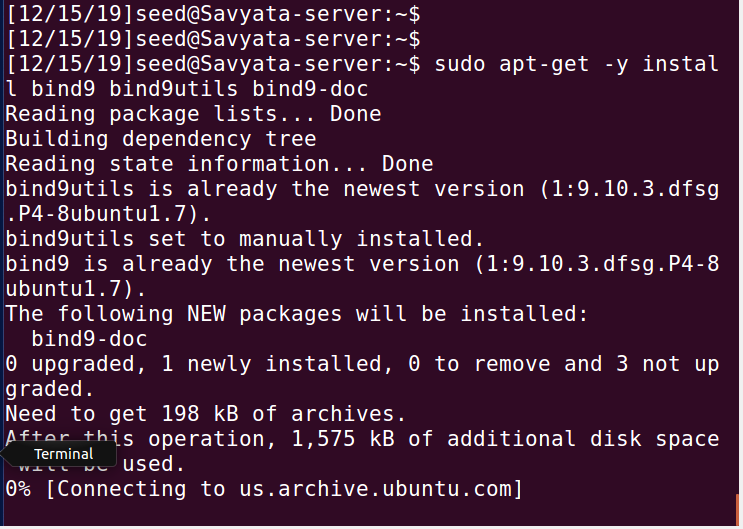 [12/15/19]seed@Savyata-server:~$
[12/15/19]seed@Savyata-server:~$
[12/15/19]seed@Savyata-server:~$ sudo apt-get -y instal
l bind9 bind9utils bind9-doc
Reading package lists... Done
Building dependency tree
Reading state information... Done
bind9utils is already the newest version (1:9.10.3.dfsg
.P4-8ubuntu1.7).
bind9utils set to manually installed.
bind9 is already the newest version (1:9.10.3.dfsg.P4-8
ubuntu1.7).
The following NEW packages will be installed:
  bind9-doc
0 upgraded, 1 newly installed, 0 to remove and 3 not up
graded.
Need to get 198 kB of archives.
After this operation, 1,575 kB of additional disk space
Terminal
 will be used.
0% [Connecting to us.archive.ubuntu.com]